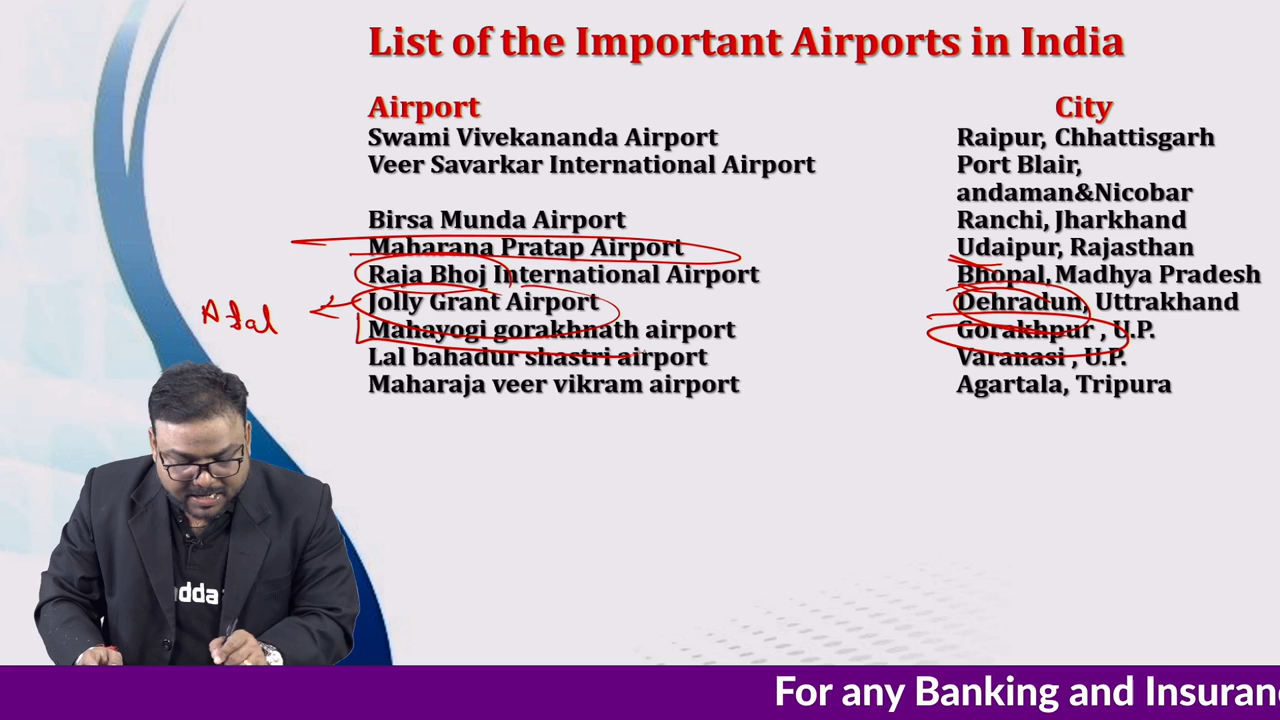 List of the Important Airports in India
Airport City
Swami Vivekananda Airport Raipur, Chhattisgarh
Veer Savarkar International Airport Port Blair,
andaman&Nicobar
Birsa Munda Airport Ranchi, Jharkhand
Maharana Pratap Airport Udaipur, Rajasthan
Raja Bhoj International Airport Bhopal, Madhya Pradesh
Jolly Grant Airport Dehradun, Uttrakhand
Mahayogi gorakhnath airport Gorakhpur , U.P.
Lal bahadur shastri airport Varanasi , U.P.
Maharaja veer vikram airport Agartala, Tripura
dda
For any Banking and Insuran